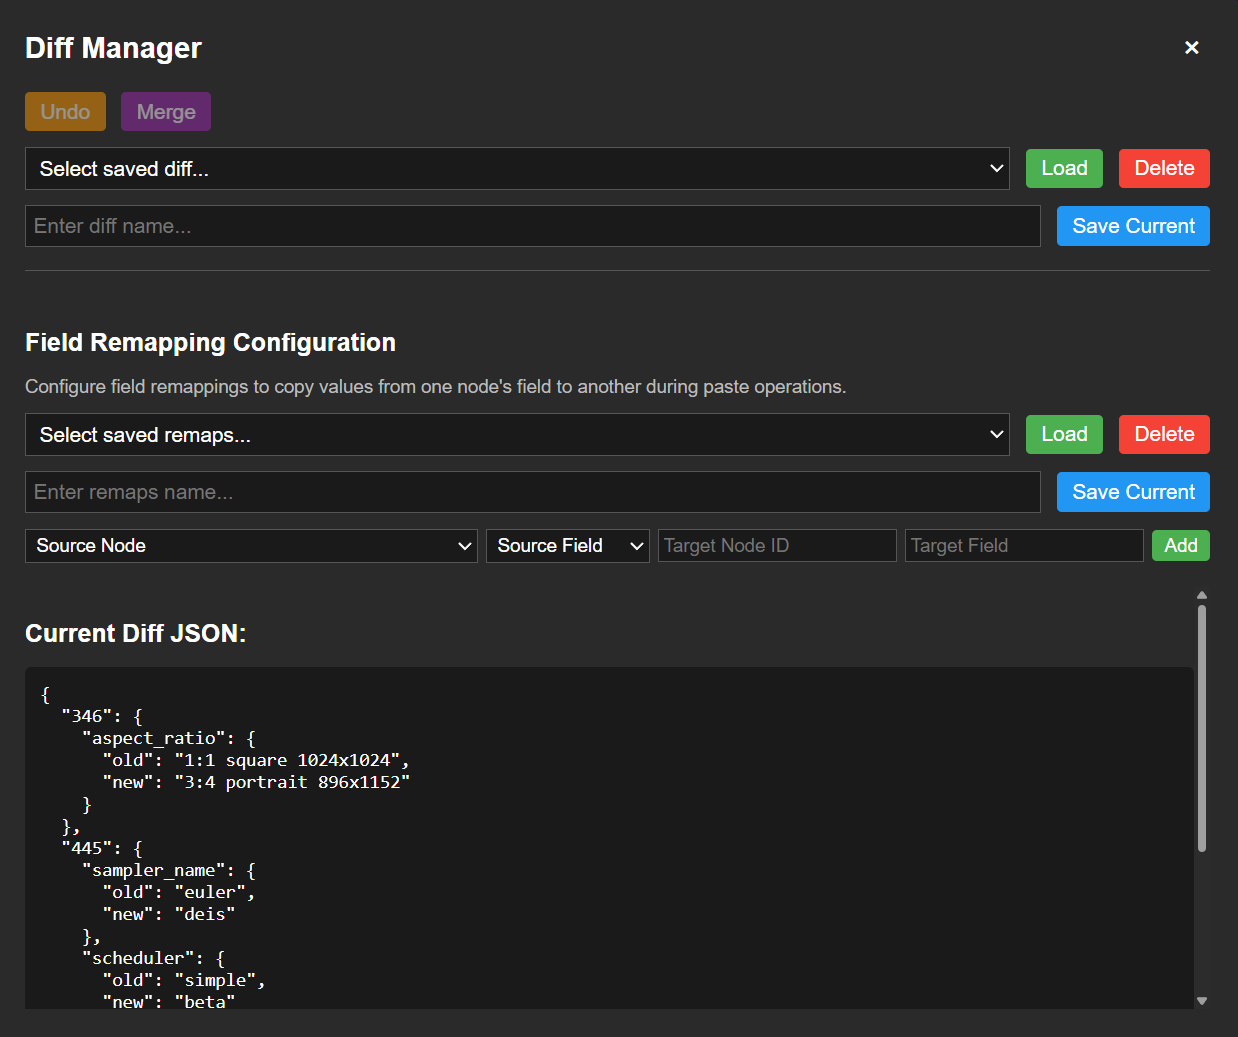 Diff Manager ×
Undo Merge
Select saved diff... Load Delete
Enter diff name... Save Current
Field Remapping Configuration
Configure field remappings to copy values from one node's field to another during paste operations.
Select saved remaps... Load Delete
Enter remaps name... Save Current
Source Node Source Field Target Node ID Target Field Add
Current Diff JSON:
{
  "346": {
    "aspect_ratio": {
      "old": "1:1 square 1024x1024",
      "new": "3:4 portrait 896x1152"
    }
  },
  "445": {
    "sampler_name": {
      "old": "euler",
      "new": "deis"
    },
    "scheduler": {
      "old": "simple",
      "new": "beta"